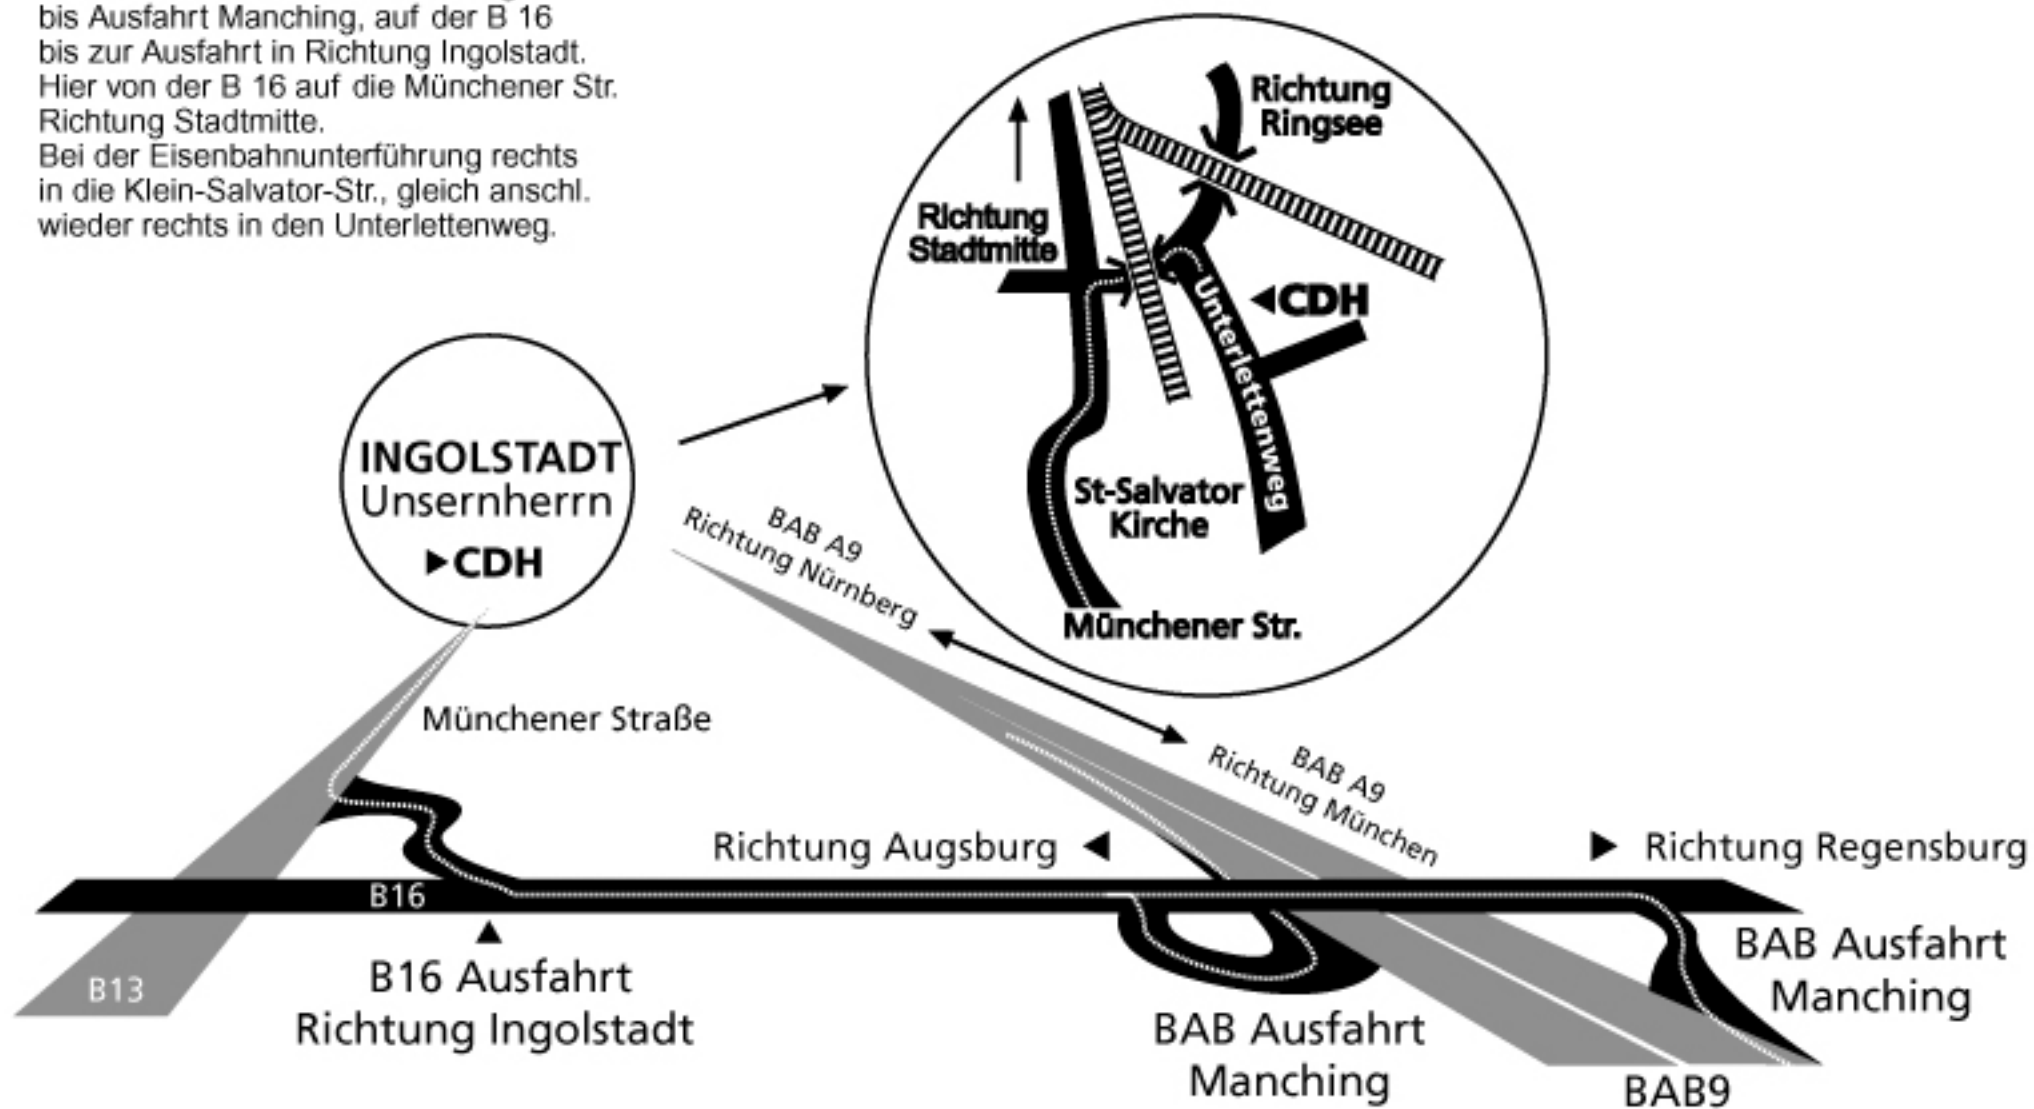 bis Ausfahrt Manching, auf der B 16
bis zur Ausfahrt in Richtung Ingolstadt.
Hier von der B 16 auf die Münchener Str.
Richtung Stadtmitte.
Bei der Eisenbahnunterführung rechts
in die Klein-Salvator-Str., gleich anschl.
wieder rechts in den Unterlettenweg.
Richtung
Ringsee
Richtung
Stadtmitte
◄CDH
Unterlettenweg
St-Salvator
Kirche
Münchener Str.
INGOLSTADT
Unsernherrn
►CDH
BAB A9
Richtung Nürnberg
Münchener Straße
BAB A9
Richtung München
Richtung Augsburg ◄
► Richtung Regensburg
B16
B13
▲
B16 Ausfahrt
Richtung Ingolstadt
BAB Ausfahrt
Manching
BAB Ausfahrt
Manching
BAB9